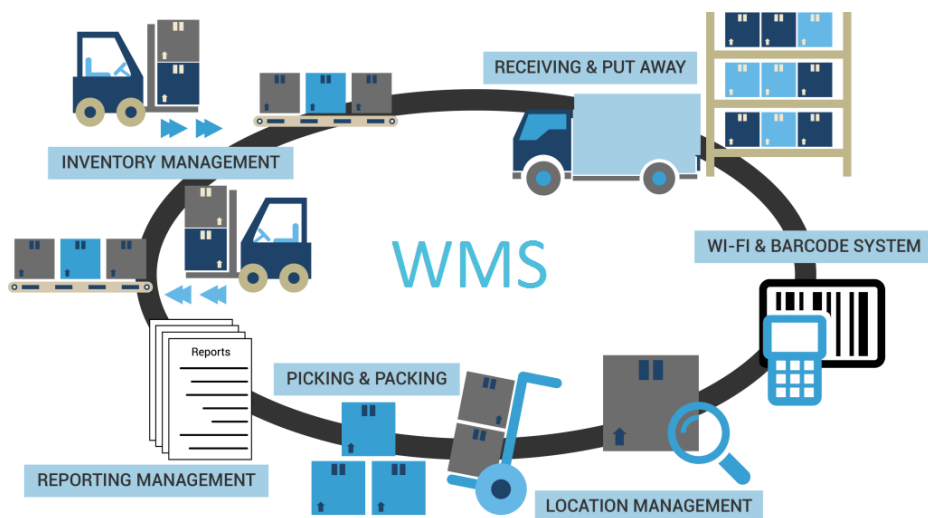 RECEIVING & PUT AWAY
INVENTORY MANAGEMENT
WI-FI & BARCODE SYSTEM
WMS
Reports
PICKING & PACKING
REPORTING MANAGEMENT
LOCATION MANAGEMENT